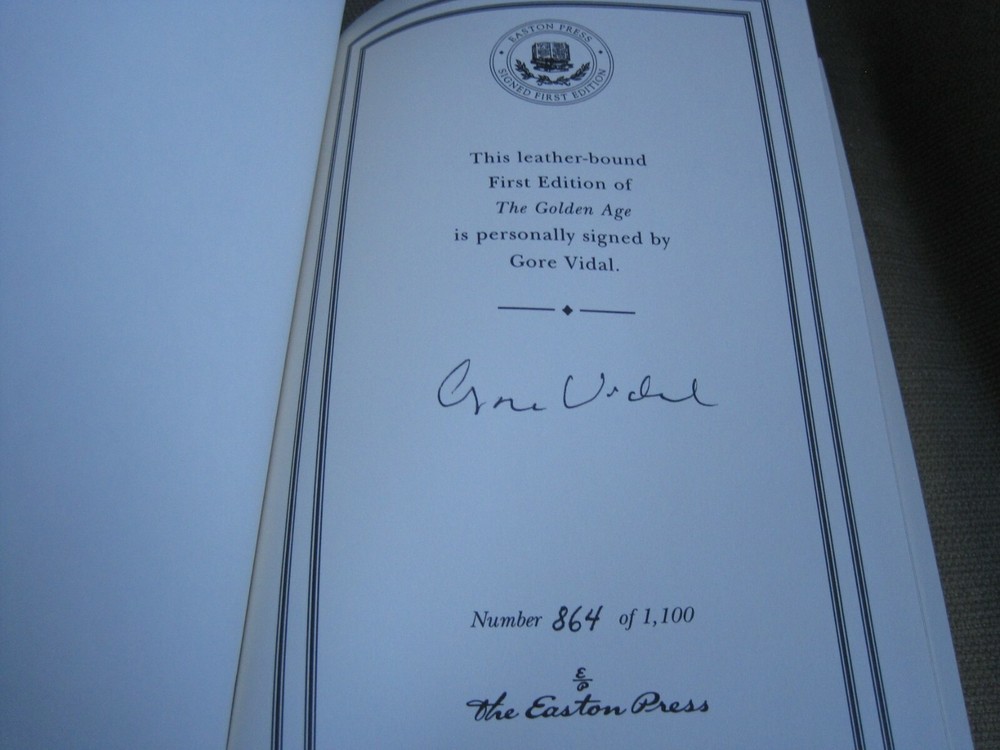 EASTON PRESS
SIGNED FIRST EDITION
This leather-bound
First Edition of
The Golden Age
is personally signed by
Gore Vidal.
Gore Vidal
Number 864 of 1,100
E
P
the Easton Press